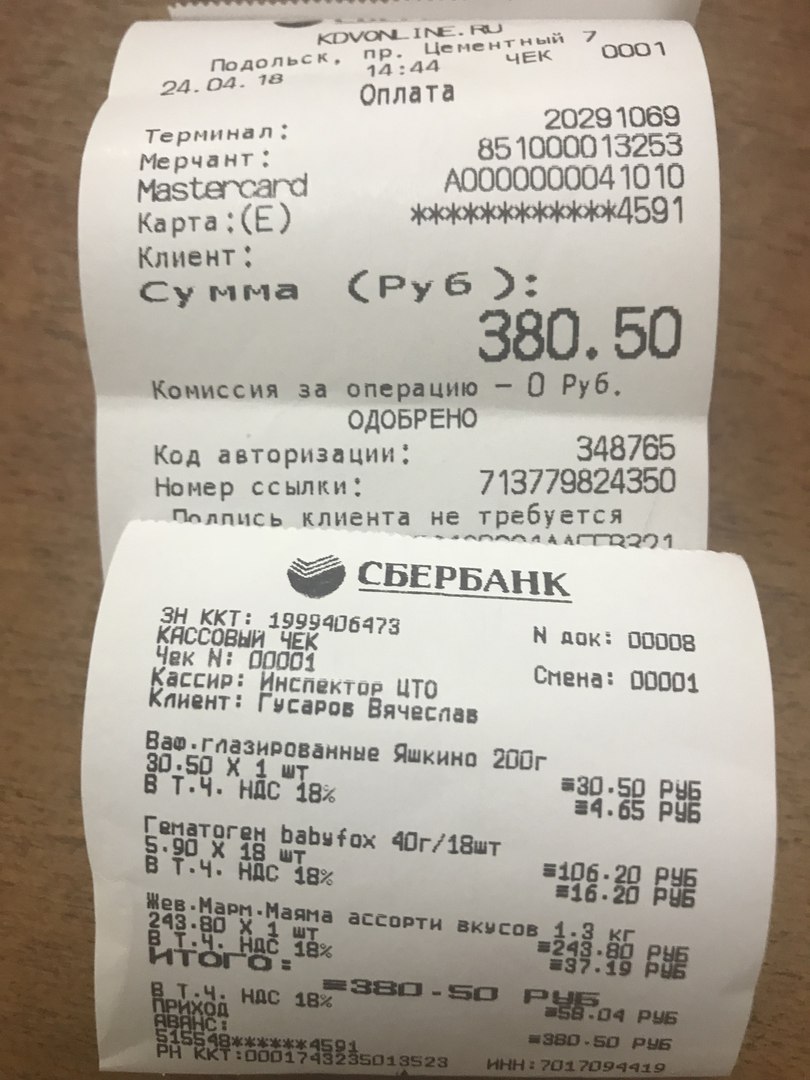 KDVONLINE.RU
Подольск, пр. Цементный 7
24.04.18 14:44 ЧЕК 0001
Оплата
Терминал: 20291069
Мерчант: 851000013253
Mastercard A0000000041010
Карта:(E) ************4591
Клиент:
Сумма (Руб):
380.50
Комиссия за операцию – 0 Руб.
ОДОБРЕНО
Код авторизации: 348765
Номер ссылки: 713779824350
Подпись клиента не требуется
СБЕРБАНК
ЗН ККТ: 1999406473
КАССОВЫЙ ЧЕК N док: 00008
Чек N: 00001
Кассир: Инспектор ЦТО Смена: 00001
Клиент: Гусаров Вячеслав
Ваф.глазированные Яшкино 200г
30.50 X 1 шт ≡30.50 РУБ
В Т.Ч. НДС 18% ≡4.65 РУБ
Гематоген babyfox 40г/18шт
5.90 X 18 шт ≡106.20 РУБ
В Т.Ч. НДС 18% ≡16.20 РУБ
Жев.Марм.Маяма ассорти вкусов 1.3 кг
243.80 X 1 шт ≡243.80 РУБ
В Т.Ч. НДС 18% ≡37.19 РУБ
ИТОГО: ≡380.50 РУБ
В Т.Ч. НДС 18% ≡58.04 РУБ
ПРИХОД
АВАНС: ≡380.50 РУБ
515548******4591
РН ККТ:0001743235013523 ИНН:7017094419